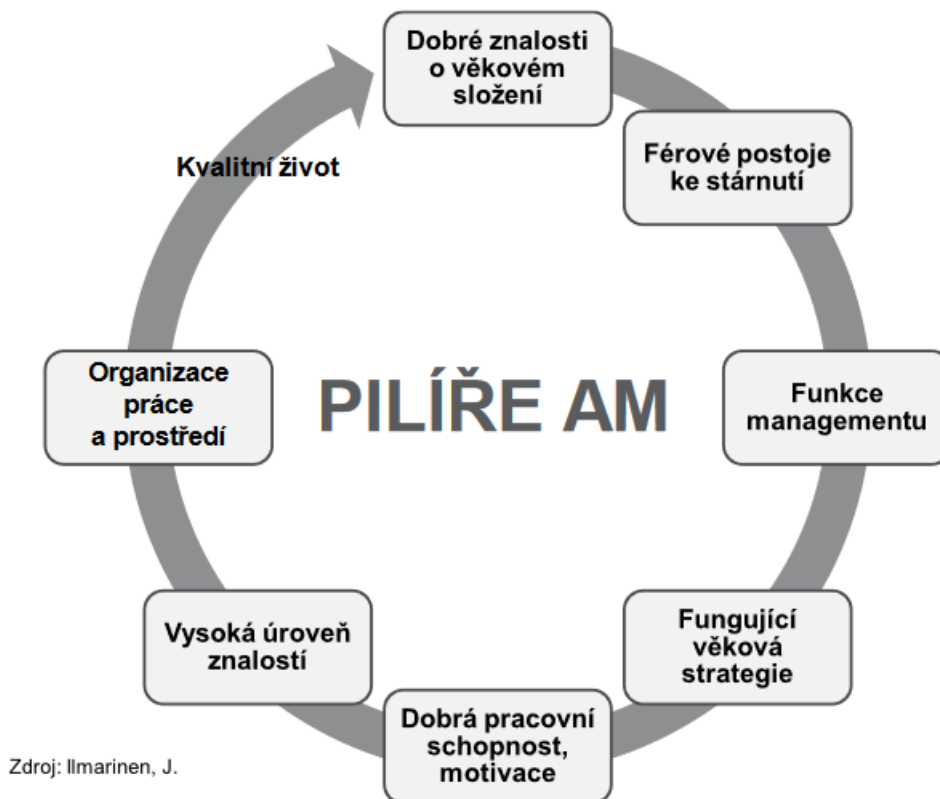 Dobré znalosti
o věkovém
složení
Férové postoje
ke stárnutí
Funkce
managementu
Fungující
věková
strategie
Dobrá pracovní
schopnost,
motivace
Vysoká úroveň
znalostí
Organizace
práce
a prostředí
Kvalitní život
PILÍŘE AM
Zdroj: Ilmarinen, J.